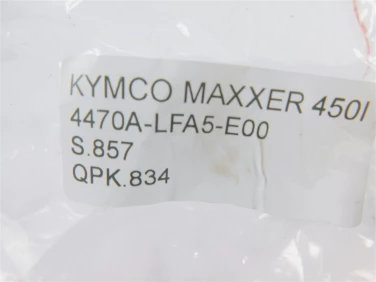 KYMCO MAXXER 450I
4470A-LFA5-E00
S.857
QPK.834